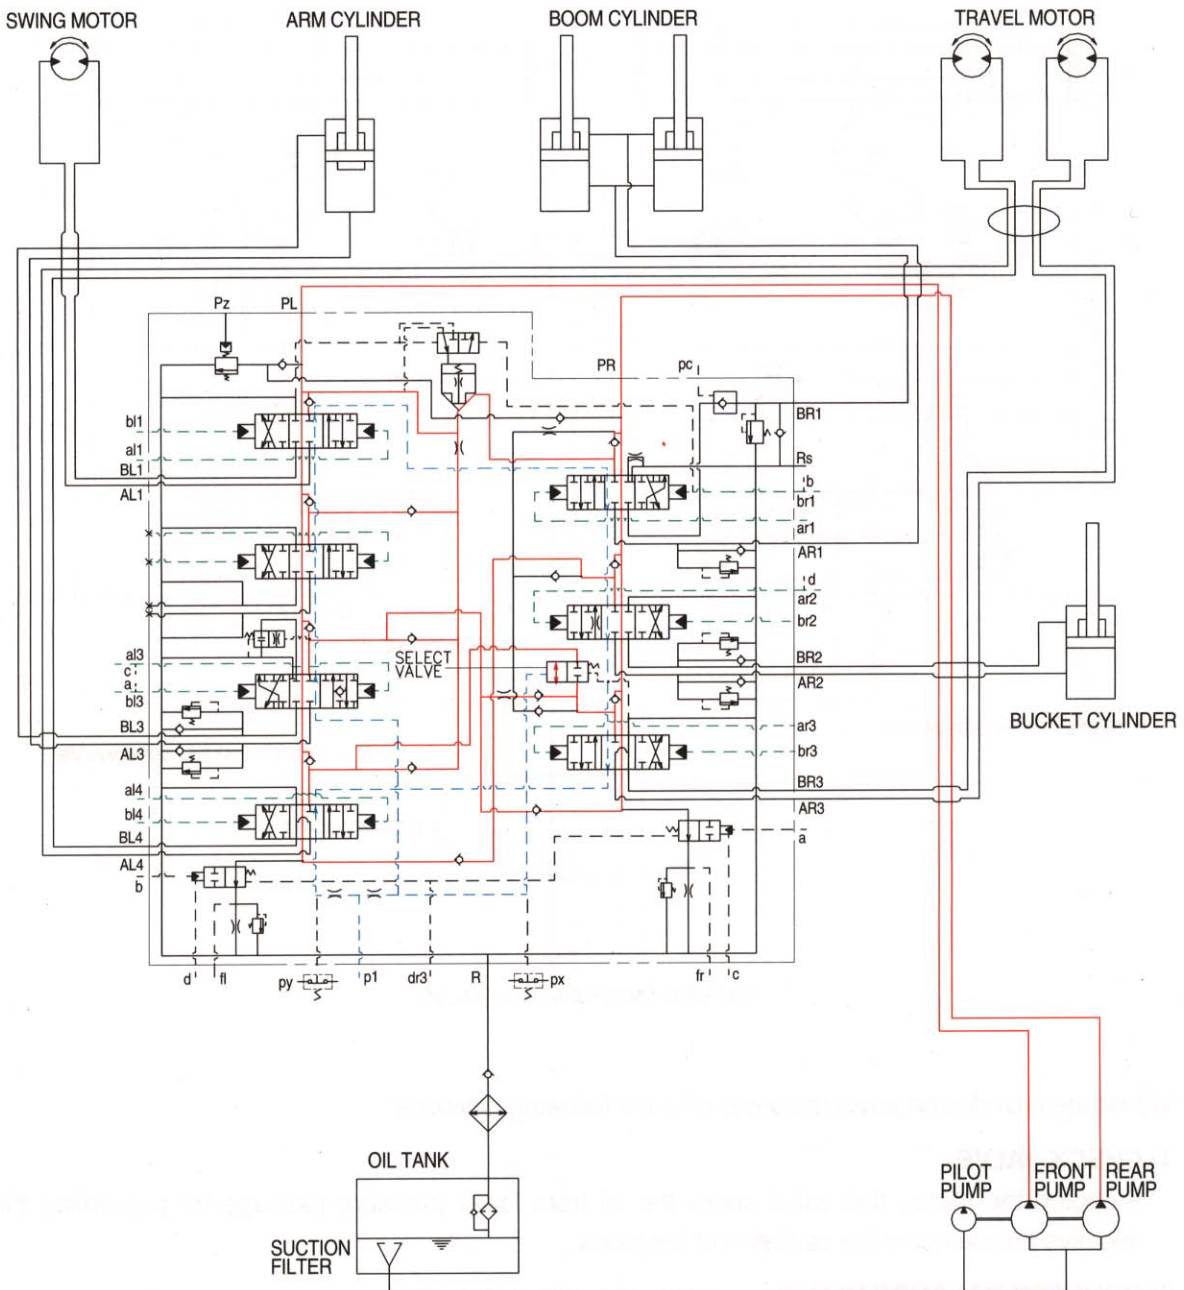 SWING MOTOR
ARM CYLINDER
BOOM CYLINDER
TRAVEL MOTOR
Pz
PL
PR
pc
bl1
al1
BL1
AL1
BR1
Rs
b
br1
ar1
AR1
d
ar2
br2
SELECT
VALVE
al3
c
a
bl3
BL3
AL3
al4
bl4
BL4
AL4
b
BR2
AR2
ar3
br3
BR3
AR3
a
BUCKET CYLINDER
d
fl
py
p1
dr3
R
px
fr
c
OIL TANK
SUCTION
FILTER
PILOT
PUMP
FRONT
PUMP
REAR
PUMP